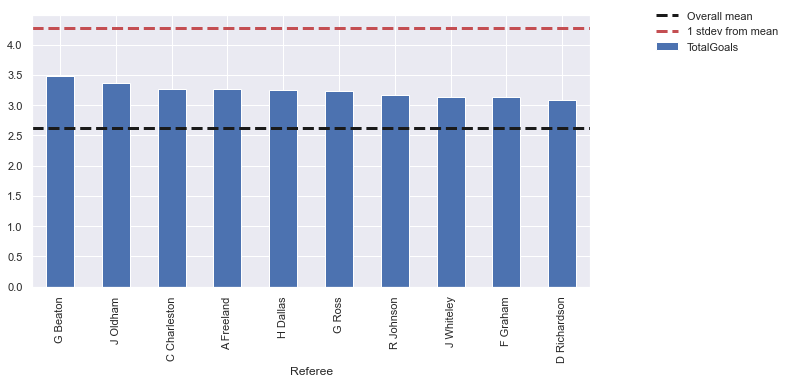 Overall mean
1 stdev from mean
TotalGoals
4.0
3.5
3.0
2.5
2.0
1.5
1.0
0.5
0.0
G Beaton
J Oldham
C Charleston
A Freeland
H Dallas
G Ross
R Johnson
J Whiteley
F Graham
D Richardson
Referee